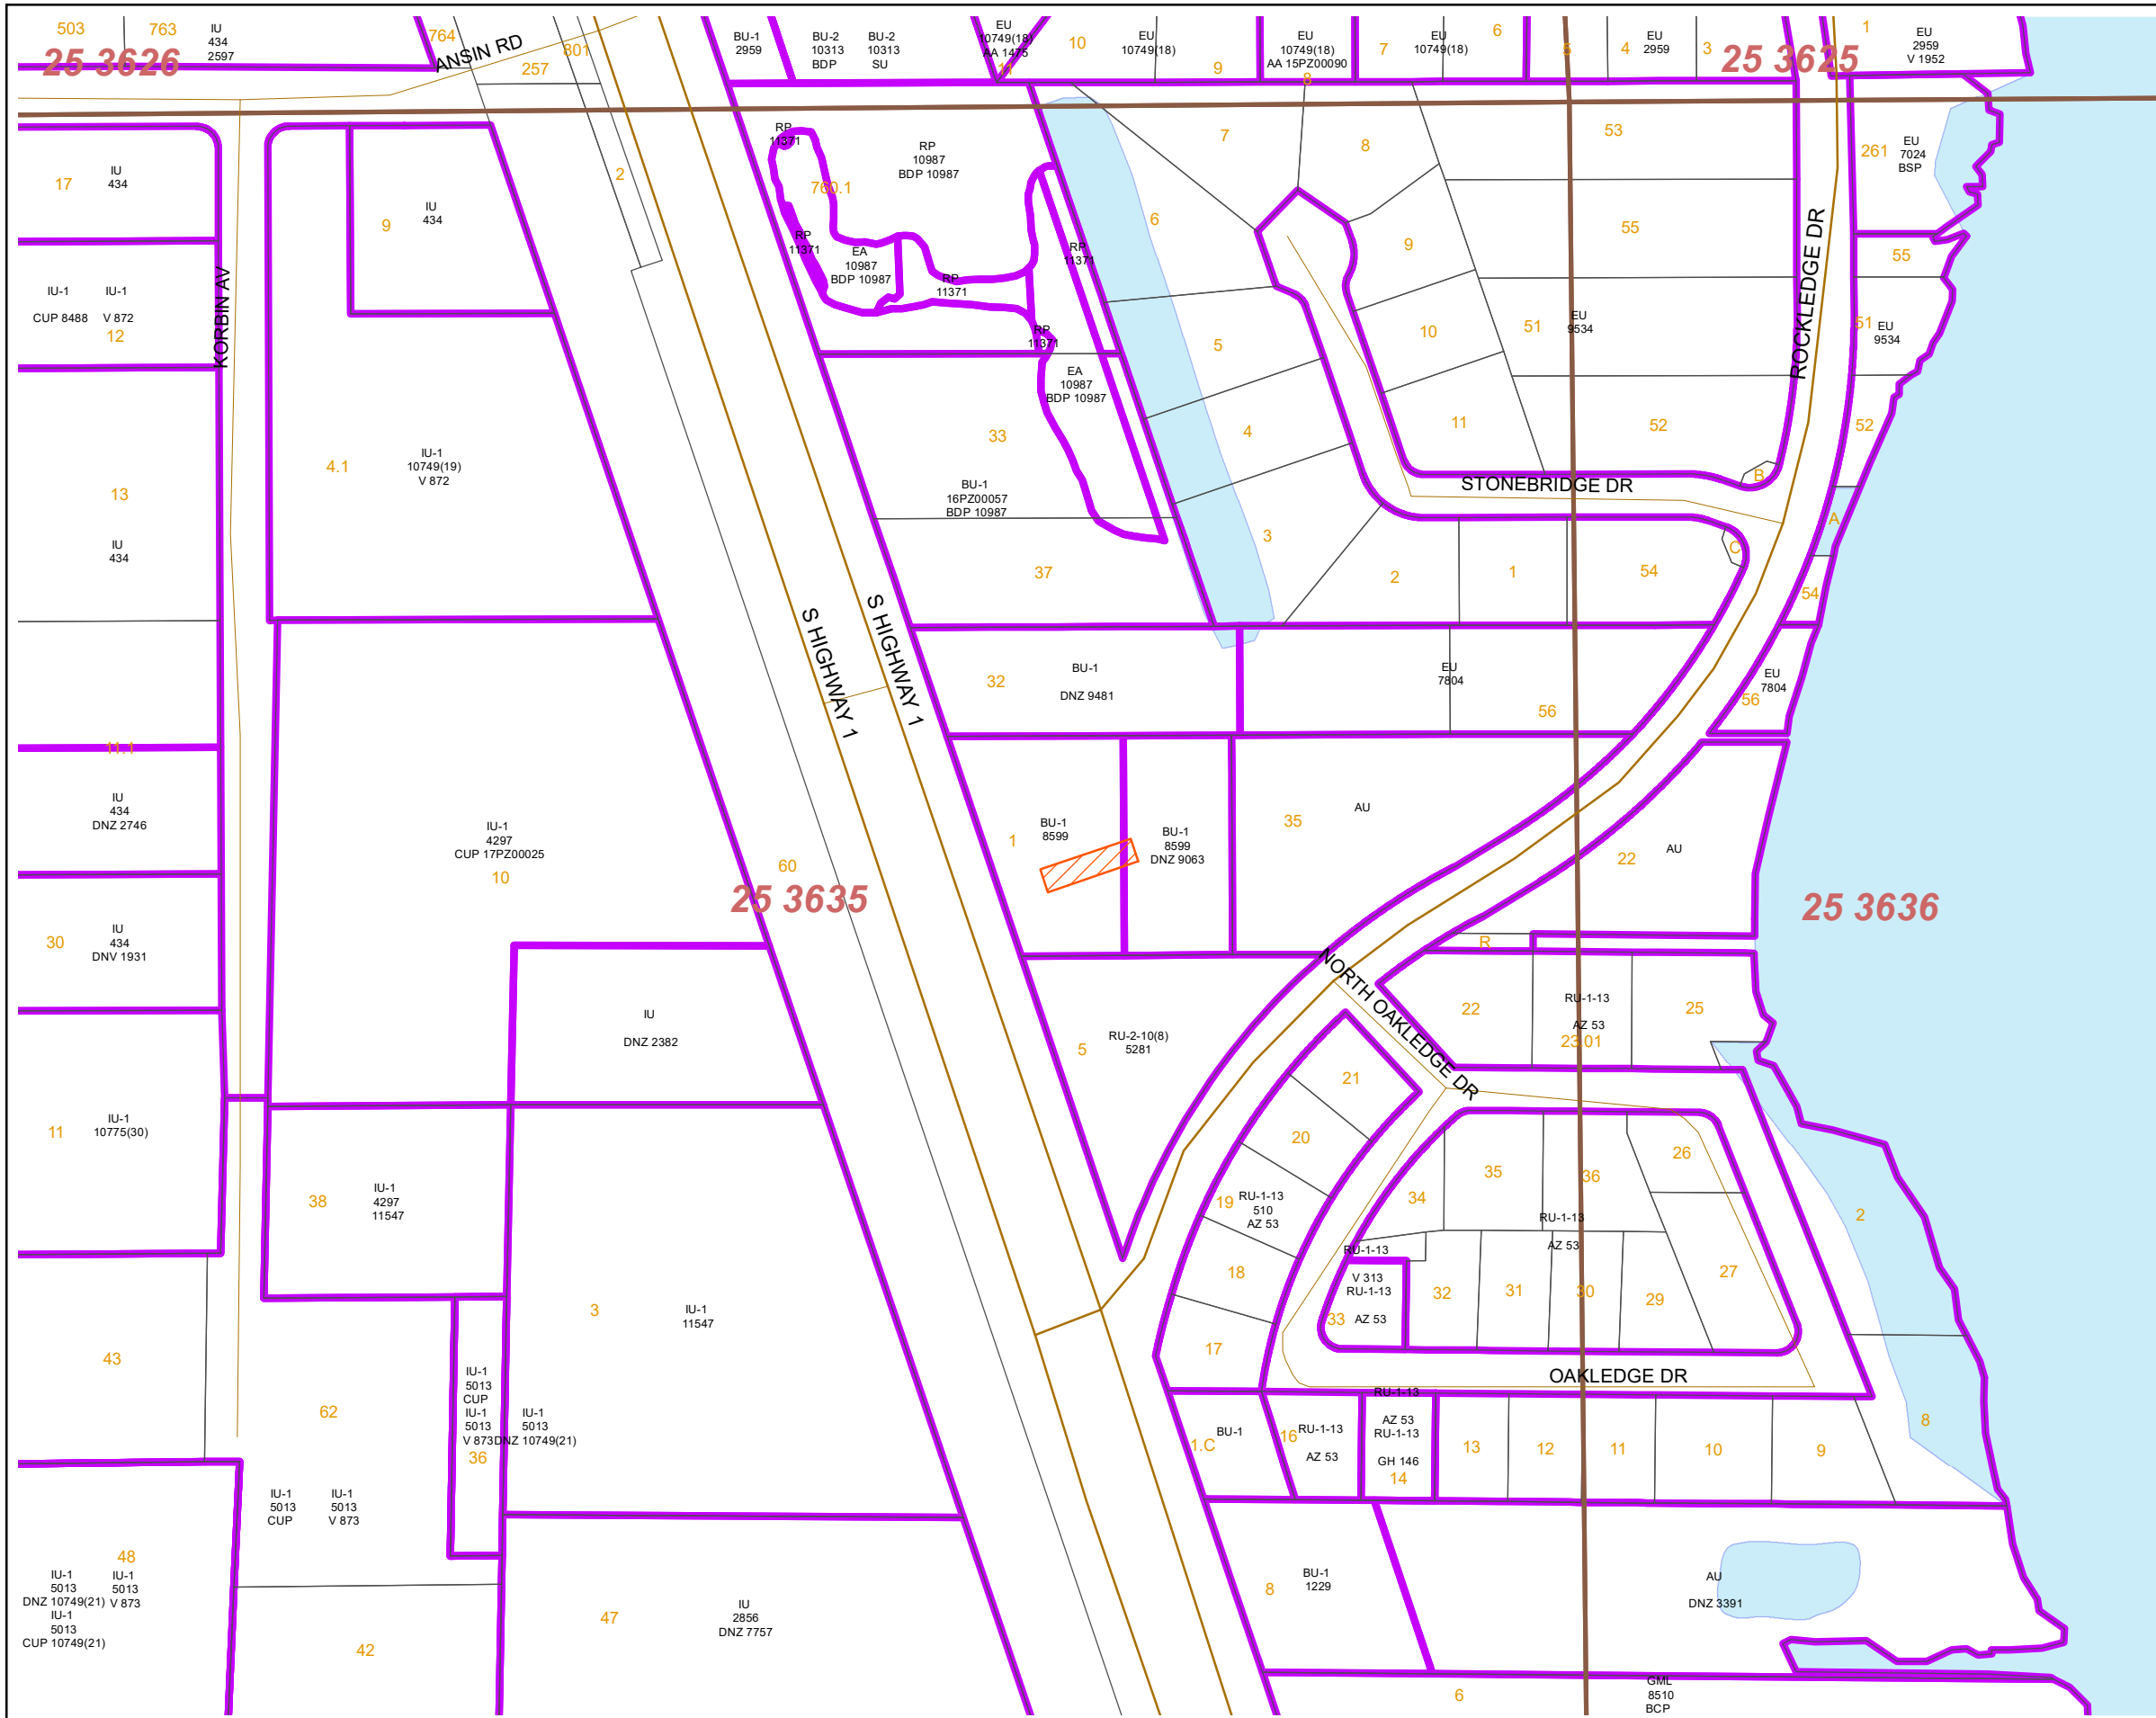 503
763
IU
434
2597
764
ANSIN RD
801
257
25 3626
BU-1
2959
BU-2
10313
BDP
BU-2
10313
SU
EU
10749(18)
AA 1475
11
10
EU
10749(18)
9
EU
10749(18)
AA 15PZ00090
8
7
EU
10749(18)
6
5
4
EU
2959
3
25 3625
1
EU
2959
V 1952
17
IU
434
9
IU
434
2
RP
11371
760.1
RP
10987
BDP 10987
RP
11371
EA
10987
BDP 10987
RP
11371
RP
11371
RP
11371
EA
10987
BDP 10987
7
8
53
6
9
55
ROCKLEDGE DR
261
EU
7024
BSP
55
IU-1
CUP 8488
IU-1
V 872
12
KORBIN AV
5
10
51
EU
9534
51
EU
9534
4
11
52
52
33
13
4.1
IU-1
10749(19)
V 872
BU-1
16PZ00057
BDP 10987
STONEBRIDGE DR
B
A
IU
434
3
C
37
2
1
54
54
S HIGHWAY 1
S HIGHWAY 1
32
BU-1
DNZ 9481
EU
7804
56
EU
7804
56
11.1
IU
434
DNZ 2746
IU-1
4297
CUP 17PZ00025
10
60
25 3635
1
BU-1
8599
BU-1
8599
DNZ 9063
35
AU
22
AU
25 3636
30
IU
434
DNV 1931
R
NORTH OAKLEDGE DR
IU
DNZ 2382
5
RU-2-10(8)
5281
22
RU-1-13
AZ 53
23.01
25
21
20
11
IU-1
10775(30)
38
IU-1
4297
11547
19
RU-1-13
510
AZ 53
34
35
36
26
RU-1-13
AZ 53
2
18
RU-1-13
V 313
RU-1-13
AZ 53
33
32
31
30
29
27
3
IU-1
11547
43
17
OAKLEDGE DR
62
IU-1
5013
CUP
IU-1
5013
V 873
36
IU-1
5013
DNZ 10749(21)
1.C
BU-1
16
RU-1-13
AZ 53
RU-1-13
AZ 53
RU-1-13
GH 146
14
13
12
11
10
9
8
IU-1
5013
CUP
IU-1
5013
V 873
48
IU-1
5013
DNZ 10749(21)
IU-1
5013
CUP 10749(21)
IU-1
5013
V 873
42
47
IU
2856
DNZ 7757
8
BU-1
1229
AU
DNZ 3391
6
GML
8510
BCP